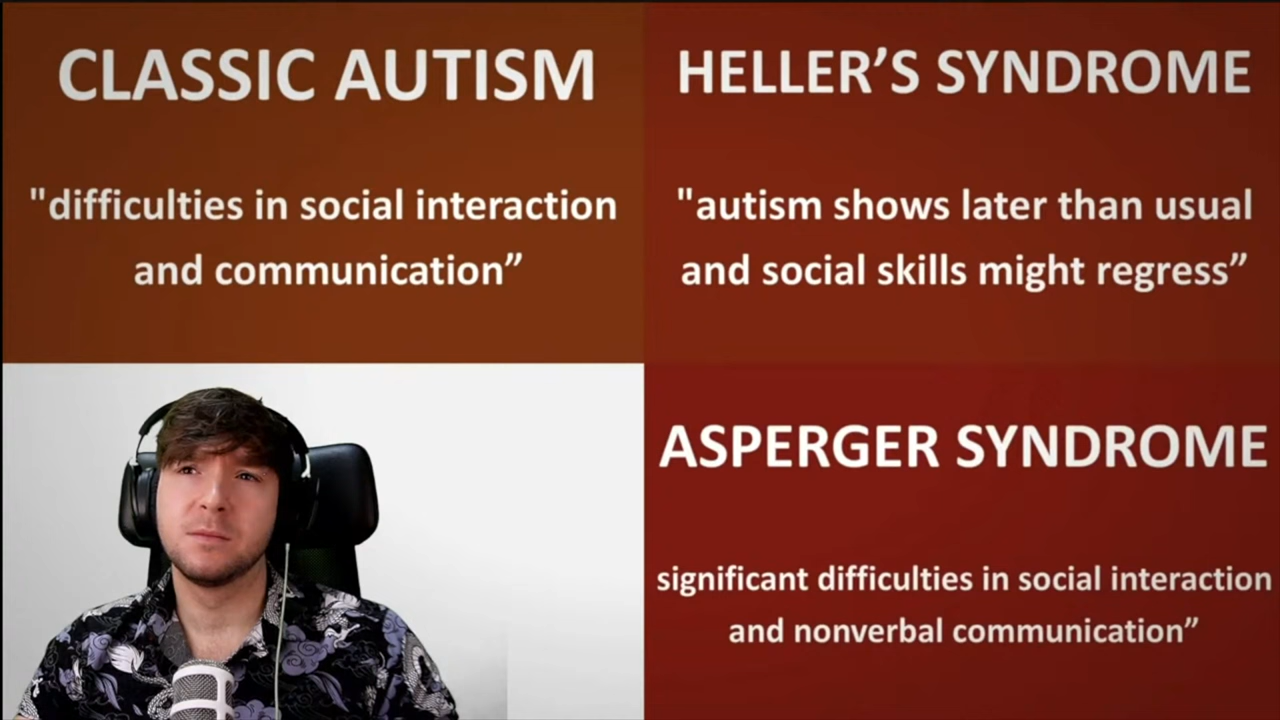 CLASSIC AUTISM
"difficulties in social interaction
and communication”
HELLER’S SYNDROME
"autism shows later than usual
and social skills might regress”
ASPERGER SYNDROME
significant difficulties in social interaction
and nonverbal communication”